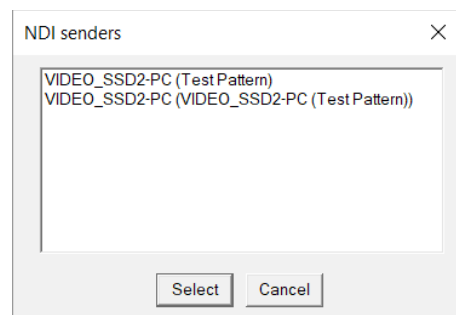 NDI senders
VIDEO_SSD2-PC (Test Pattern)
VIDEO_SSD2-PC (VIDEO_SSD2-PC (Test Pattern))
Select Cancel